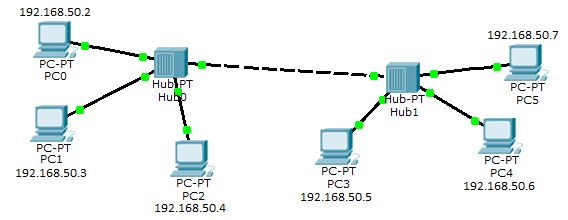 192.168.50.2
PC-PT
PC0
Hub-PT
Hub0
PC-PT
PC1
192.168.50.3
PC-PT
PC2
192.168.50.4
Hub-PT
Hub1
192.168.50.7
PC-PT
PC5
PC-PT
PC3
192.168.50.5
PC-PT
PC4
192.168.50.6